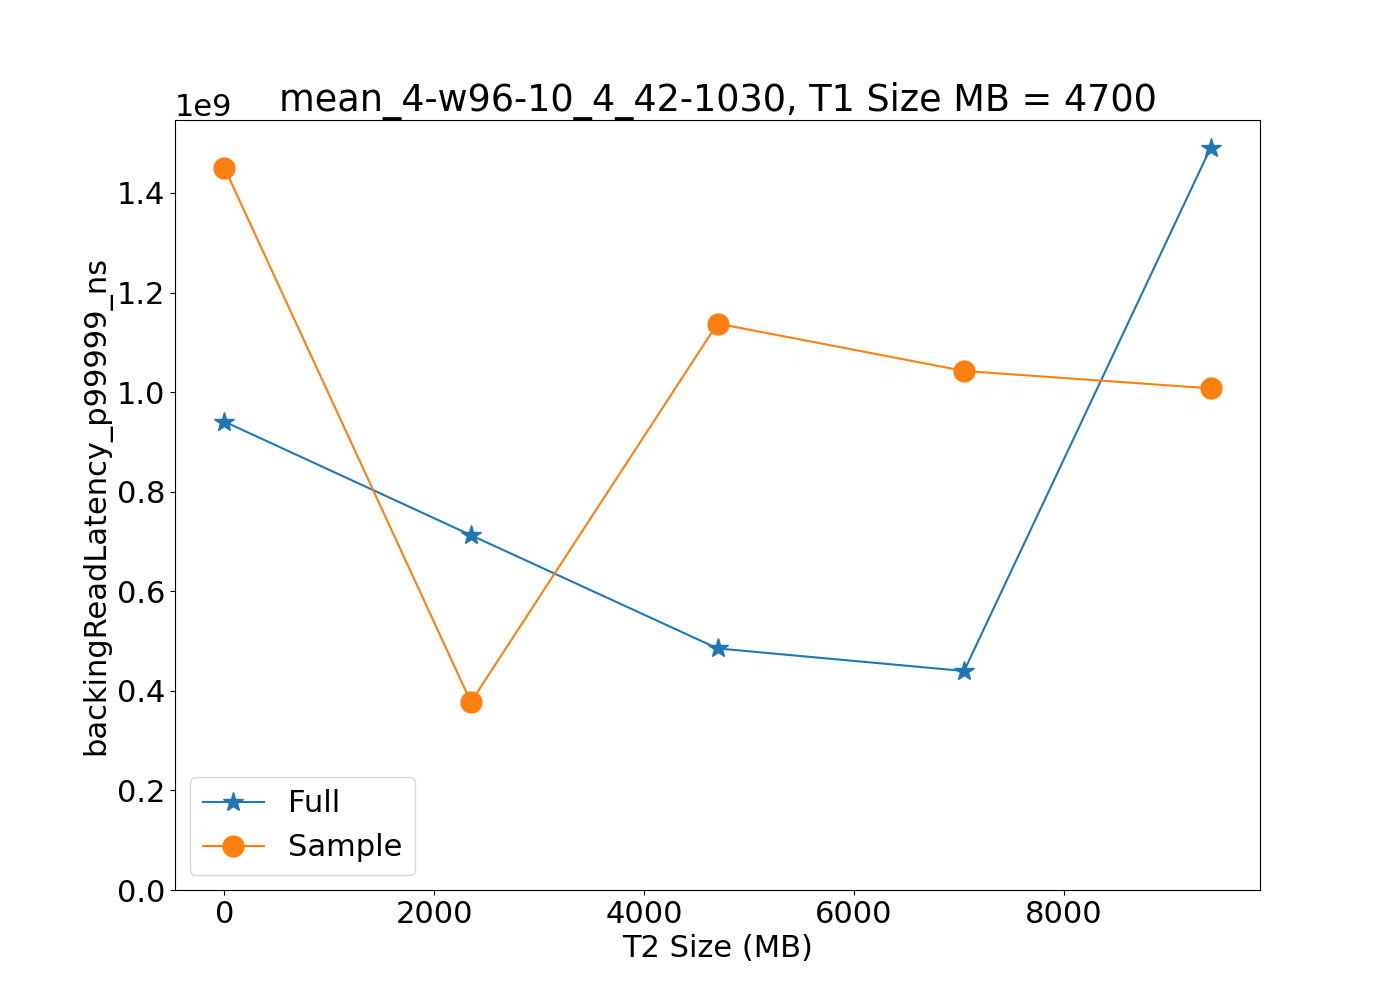 mean_4-w96-10_4_42-1030, T1 Size MB = 4700
1e9
1.4
1.2
1.0
0.8
0.6
0.4
0.2
0.0
backingReadLatency_p99999_ns
Full
Sample
0 2000 4000 6000 8000
T2 Size (MB)